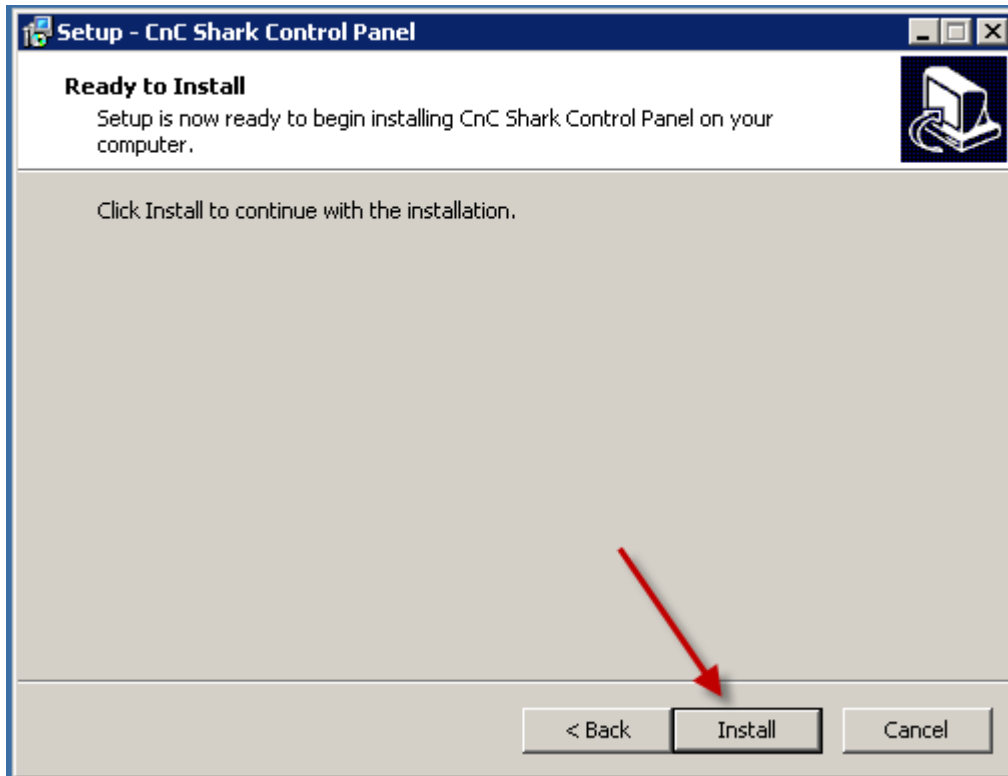 Setup - CnC Shark Control Panel
Ready to Install
Setup is now ready to begin installing CnC Shark Control Panel on your
computer.
Click Install to continue with the installation.
< Back
Install
Cancel